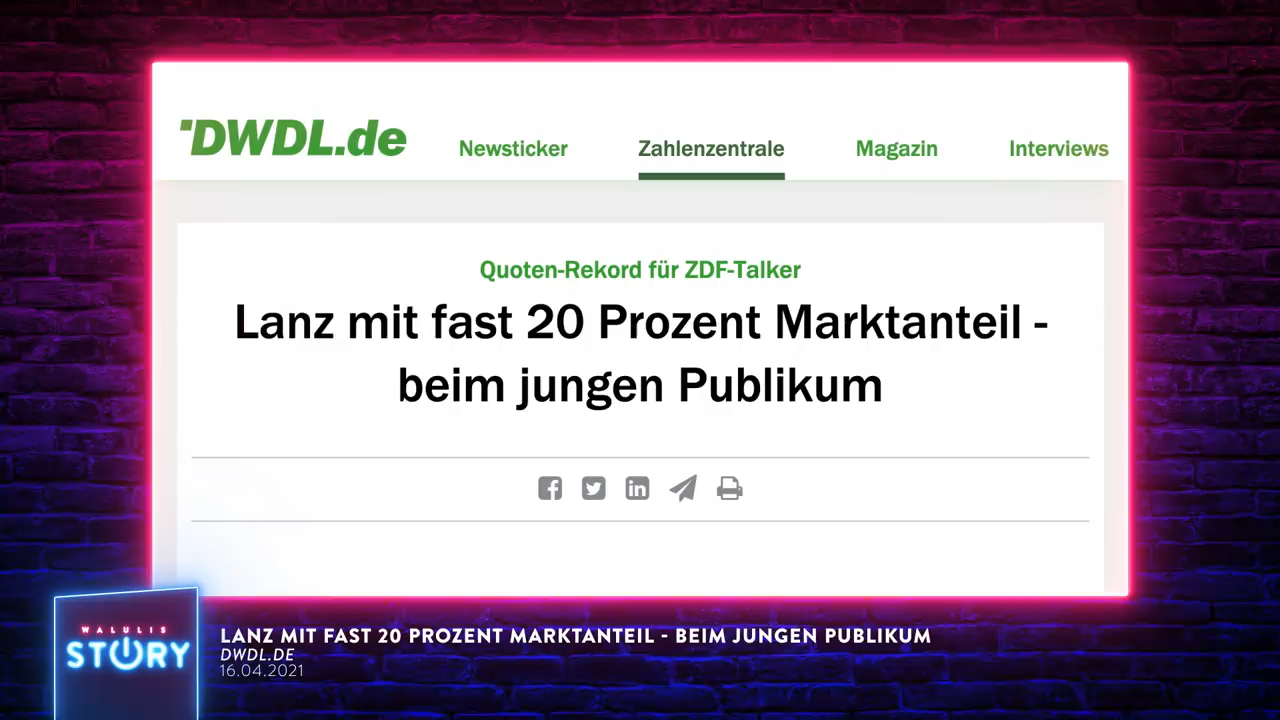 DWDL.de
Newsticker Zahlenzentrale Magazin Interviews
Quoten-Rekord für ZDF-Talker
Lanz mit fast 20 Prozent Marktanteil -
beim jungen Publikum
WALULIS
STORY
LANZ MIT FAST 20 PROZENT MARKTANTEIL - BEIM JUNGEN PUBLIKUM
DWDL.DE
16.04.2021